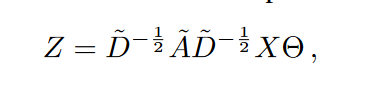 Z = D̃^{-1/2} Ã D̃^{-1/2} X Θ ,